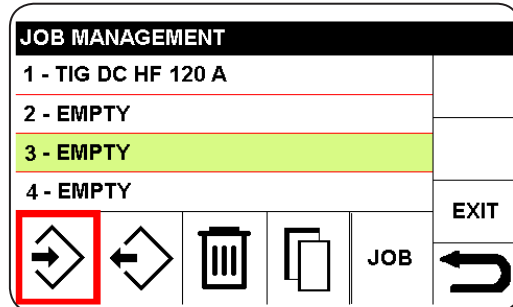 JOB MANAGEMENT
1 - TIG DC HF 120 A
2 - EMPTY
3 - EMPTY
4 - EMPTY
EXIT
JOB